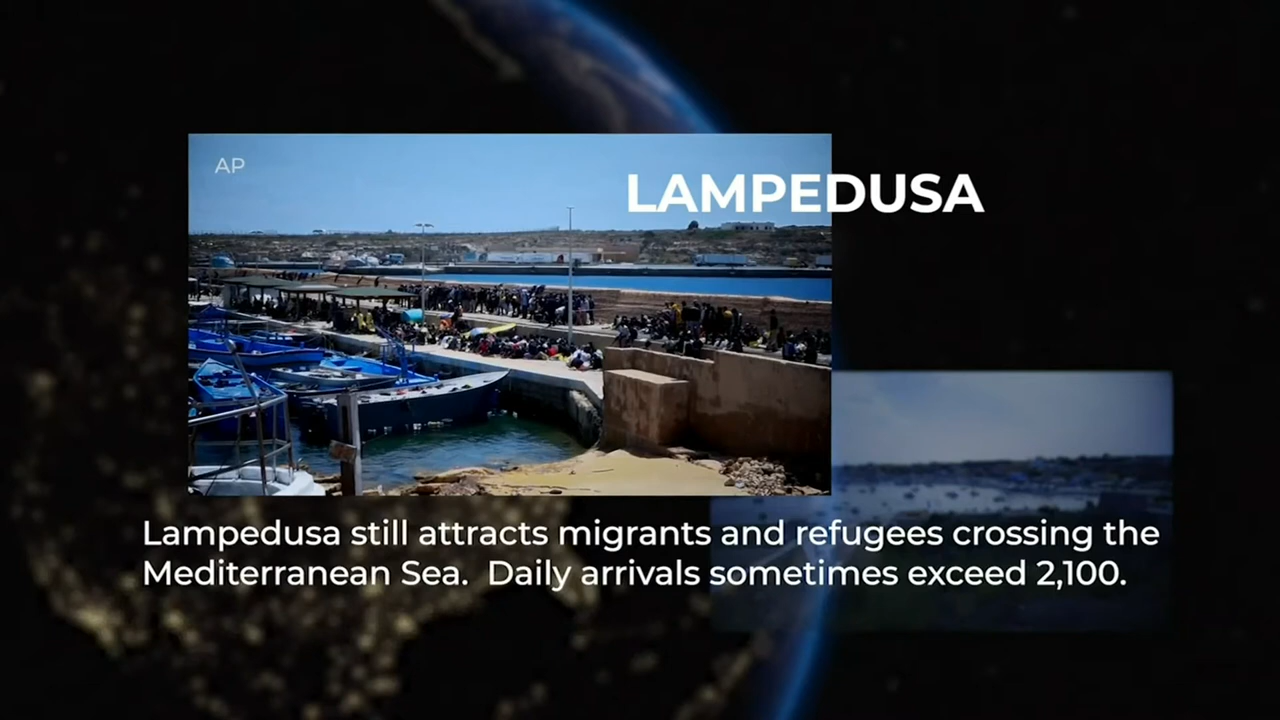 AP
LAMPEDUSA
Lampedusa still attracts migrants and refugees crossing the
Mediterranean Sea.  Daily arrivals sometimes exceed 2,100.